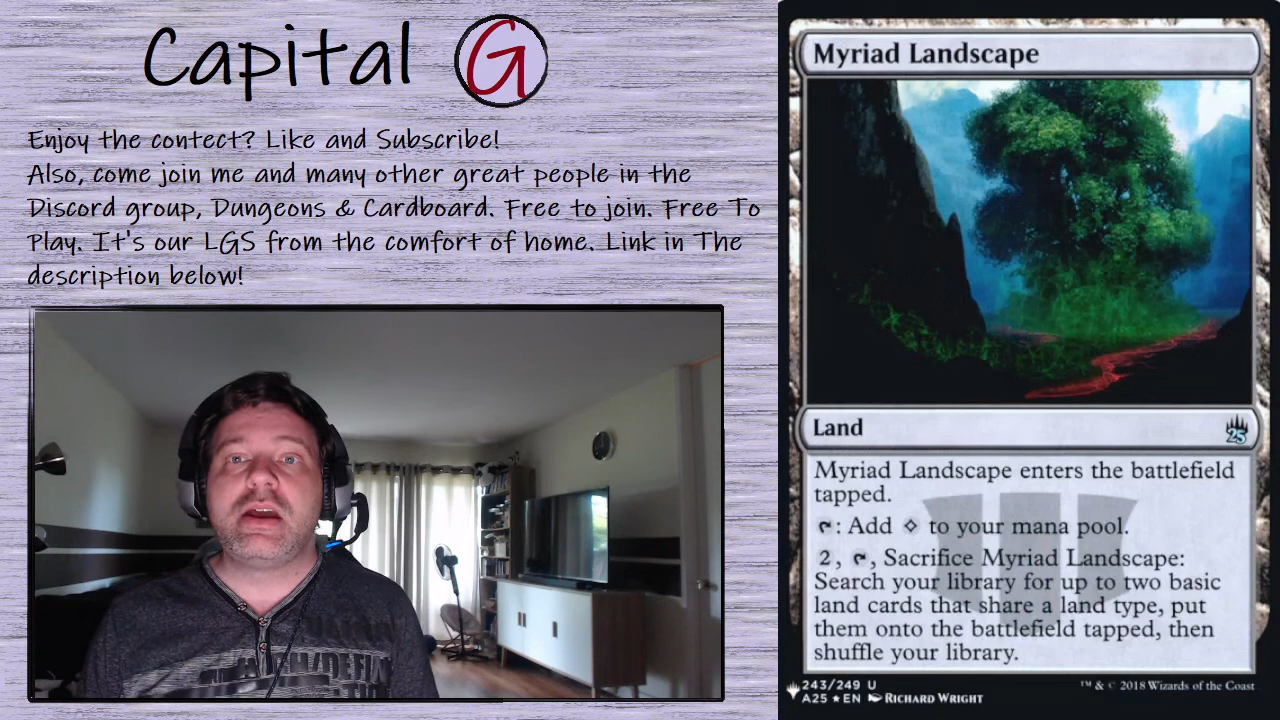 Capital G
Enjoy the contect? Like and Subscribe!
Also, come join me and many other great people in the
Discord group, Dungeons & Cardboard. Free to join. Free To
Play. It's our LGS from the comfort of home. Link in The
description below!
Myriad Landscape
Land
25
Myriad Landscape enters the battlefield
tapped.
: Add to your mana pool.
2, , Sacrifice Myriad Landscape:
Search your library for up to two basic
land cards that share a land type, put
them onto the battlefield tapped, then
shuffle your library.
243/249 U
A25 ★ EN RICHARD WRIGHT
™ & © 2018 Wizards of the Coast